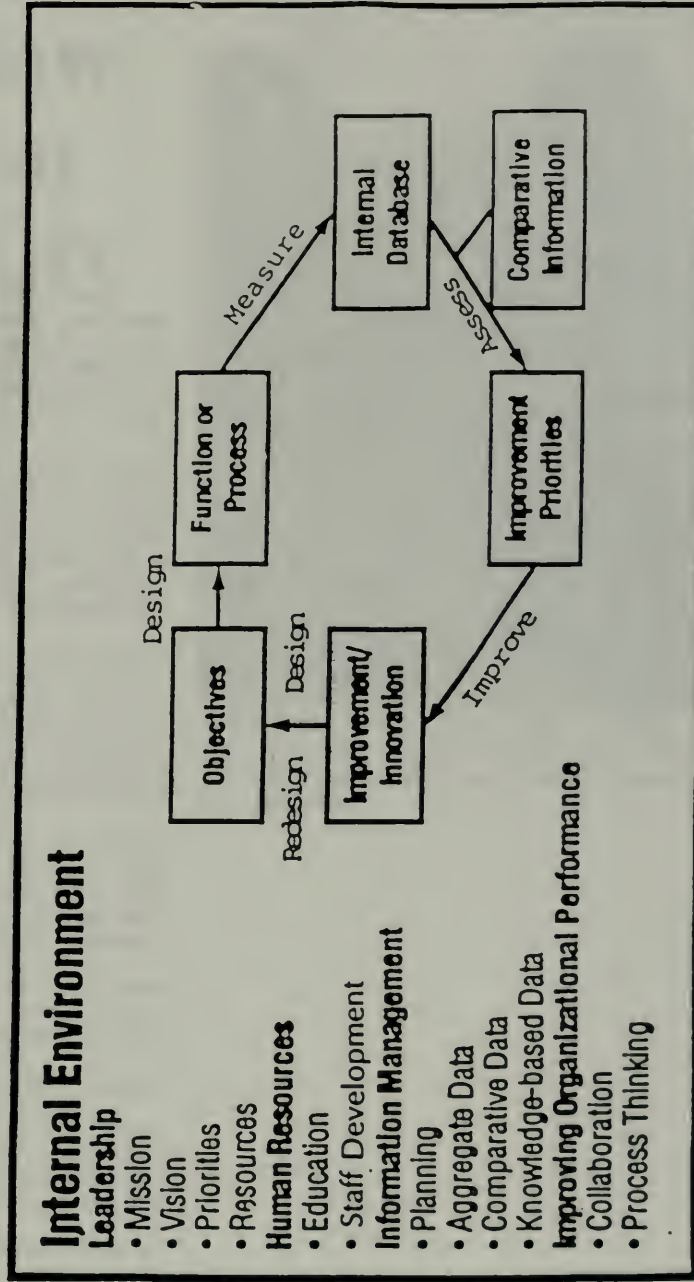 Internal Environment
Leadership
• Mission
• Vision
• Priorities
• Resources
Human Resources
• Education
• Staff Development
Information Management
• Planning
• Aggregate Data
• Comparative Data
• Knowledge-based Data
Improving Organizational Performance
• Collaboration
• Process Thinking
Objectives
Design
Function or
Process
Measure
Internal
Database
Assess
Comparative
Information
Improvement
Priorities
Improve
Improvement/
Innovation
Redesign
Design